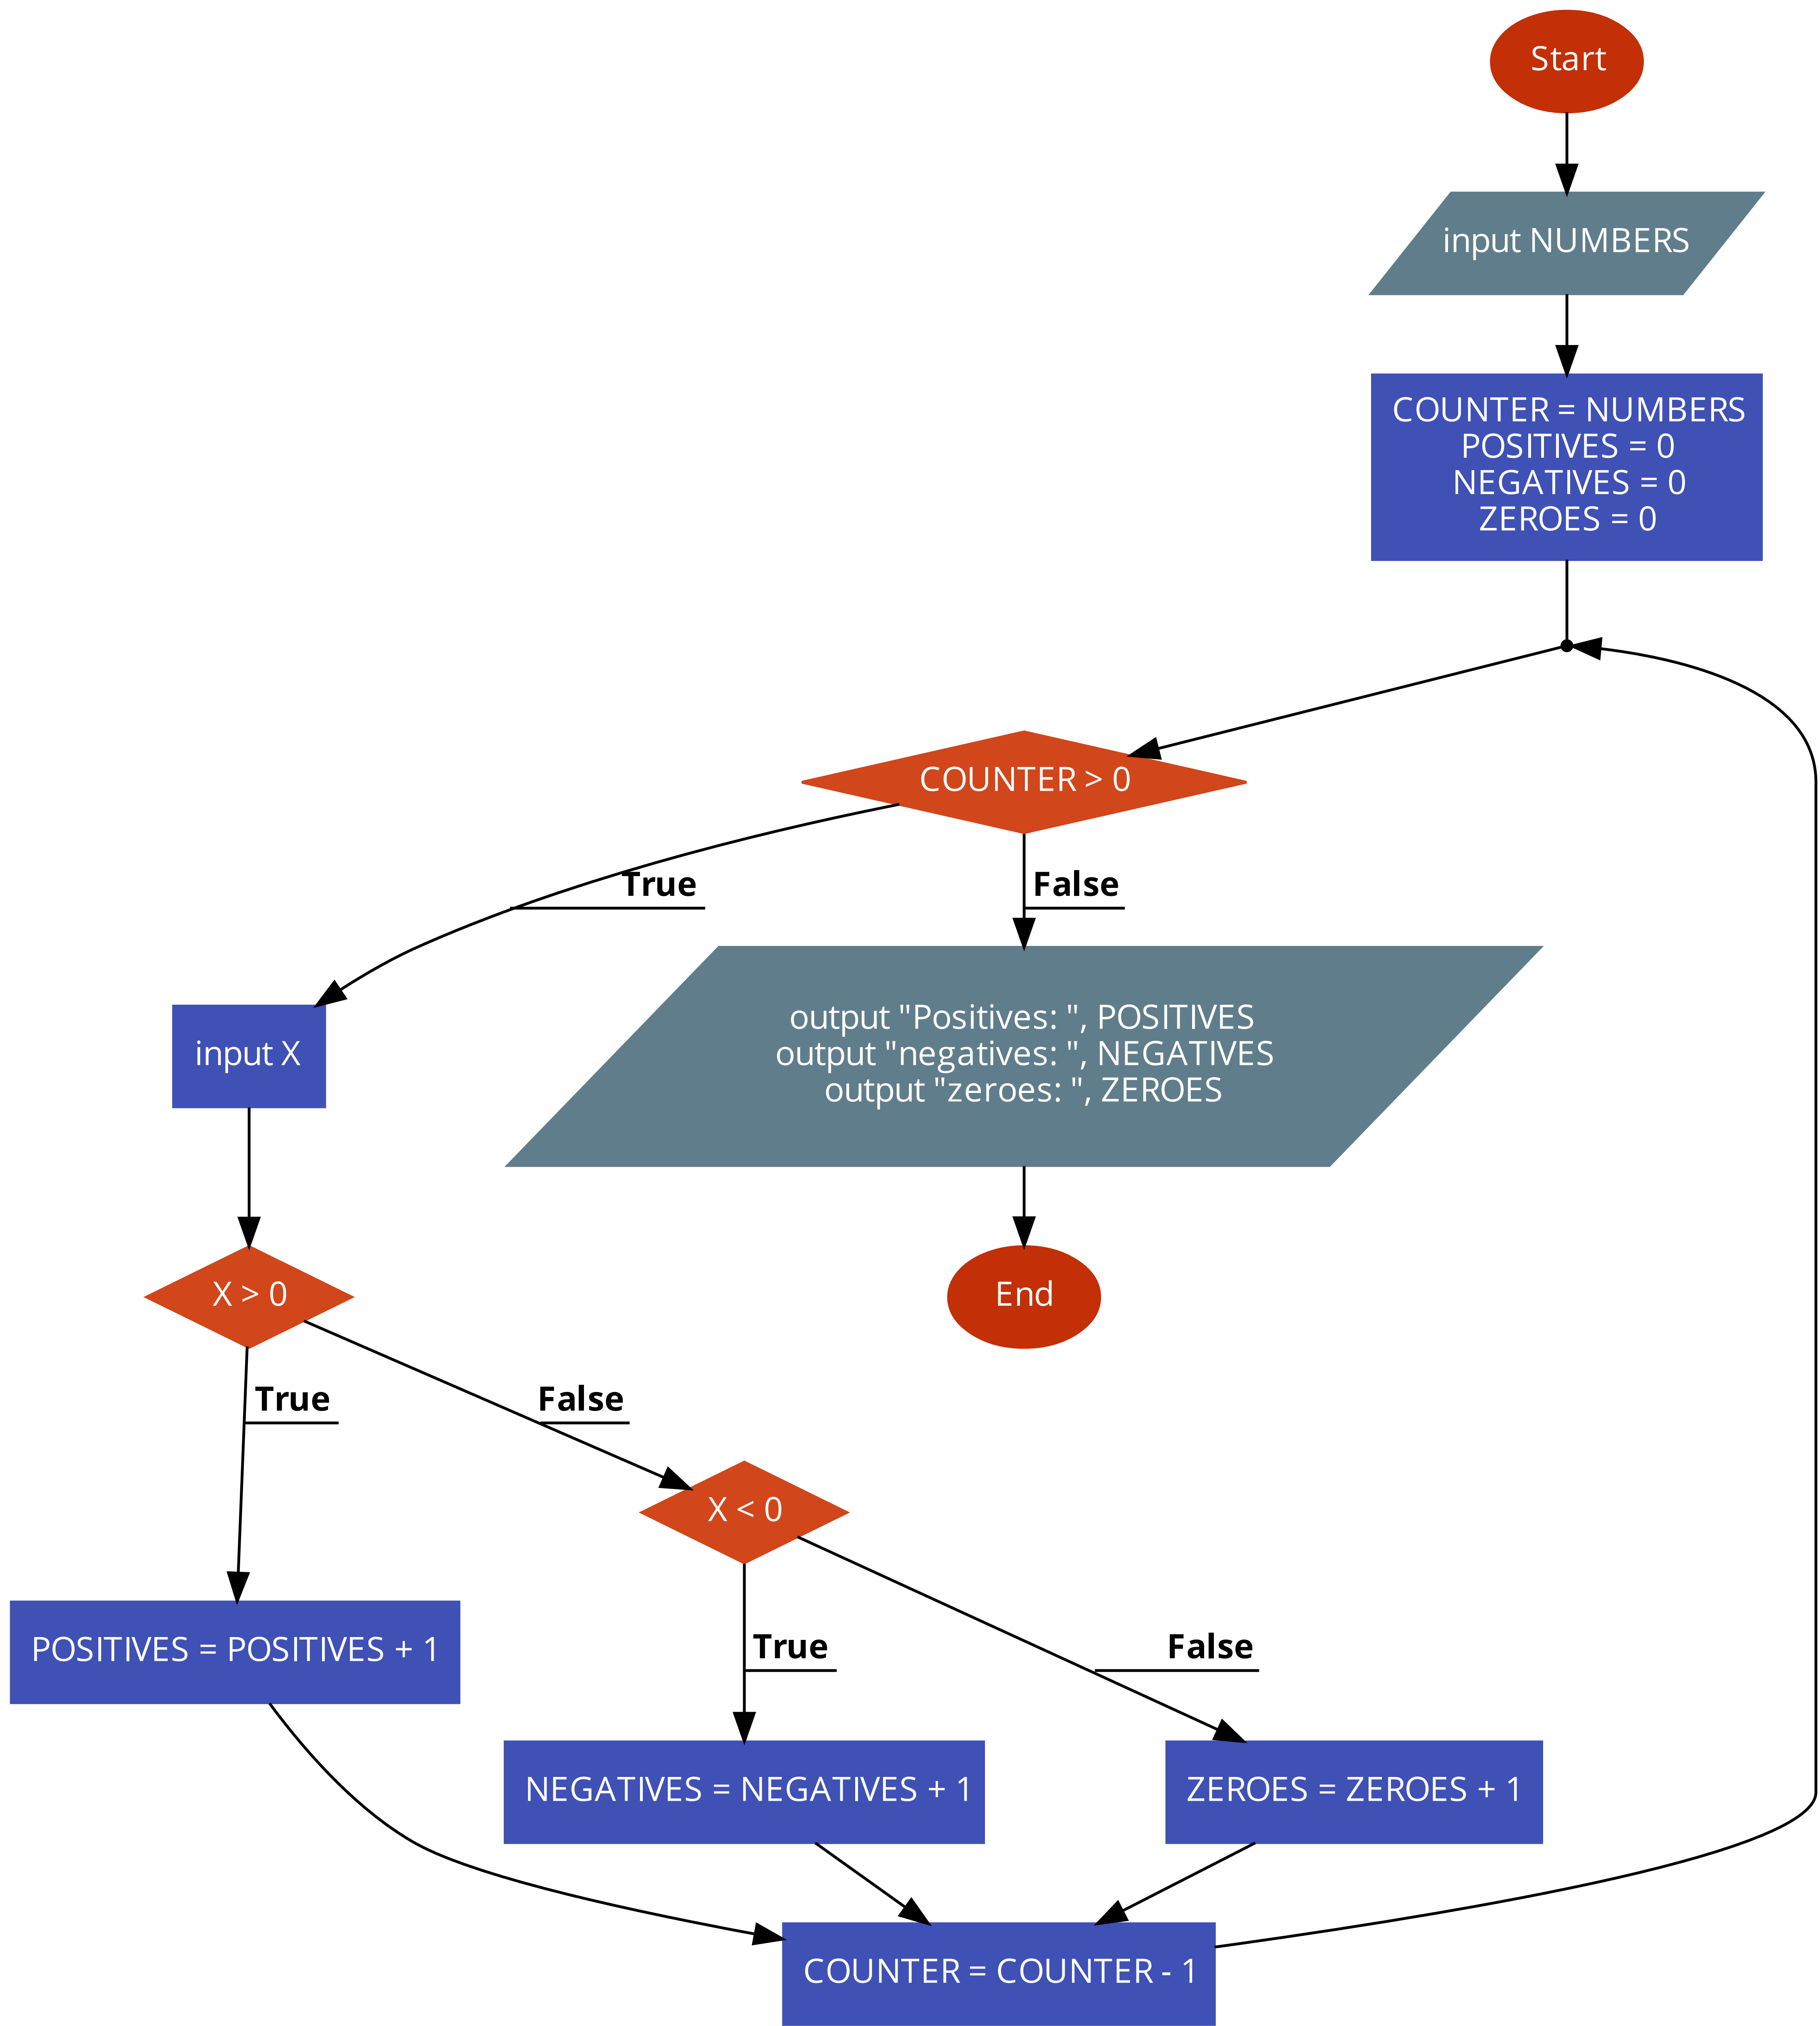 Start
input NUMBERS
COUNTER = NUMBERS
POSITIVES = 0
NEGATIVES = 0
ZEROES = 0
COUNTER > 0
True
False
input X
output "Positives: ", POSITIVES
output "negatives: ", NEGATIVES
output "zeroes: ", ZEROES
X > 0
End
True
False
X < 0
True
False
POSITIVES = POSITIVES + 1
NEGATIVES = NEGATIVES + 1
ZEROES = ZEROES + 1
COUNTER = COUNTER - 1